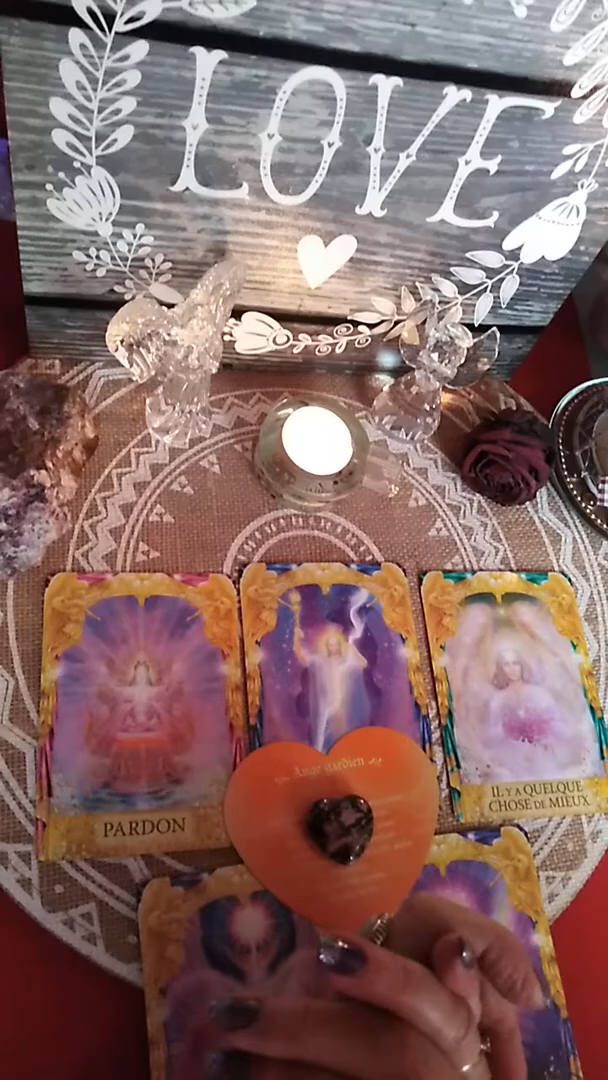 LOVE
Ange gardien
PARDON
IL Y A QUELQUE
CHOSE DE MIEUX